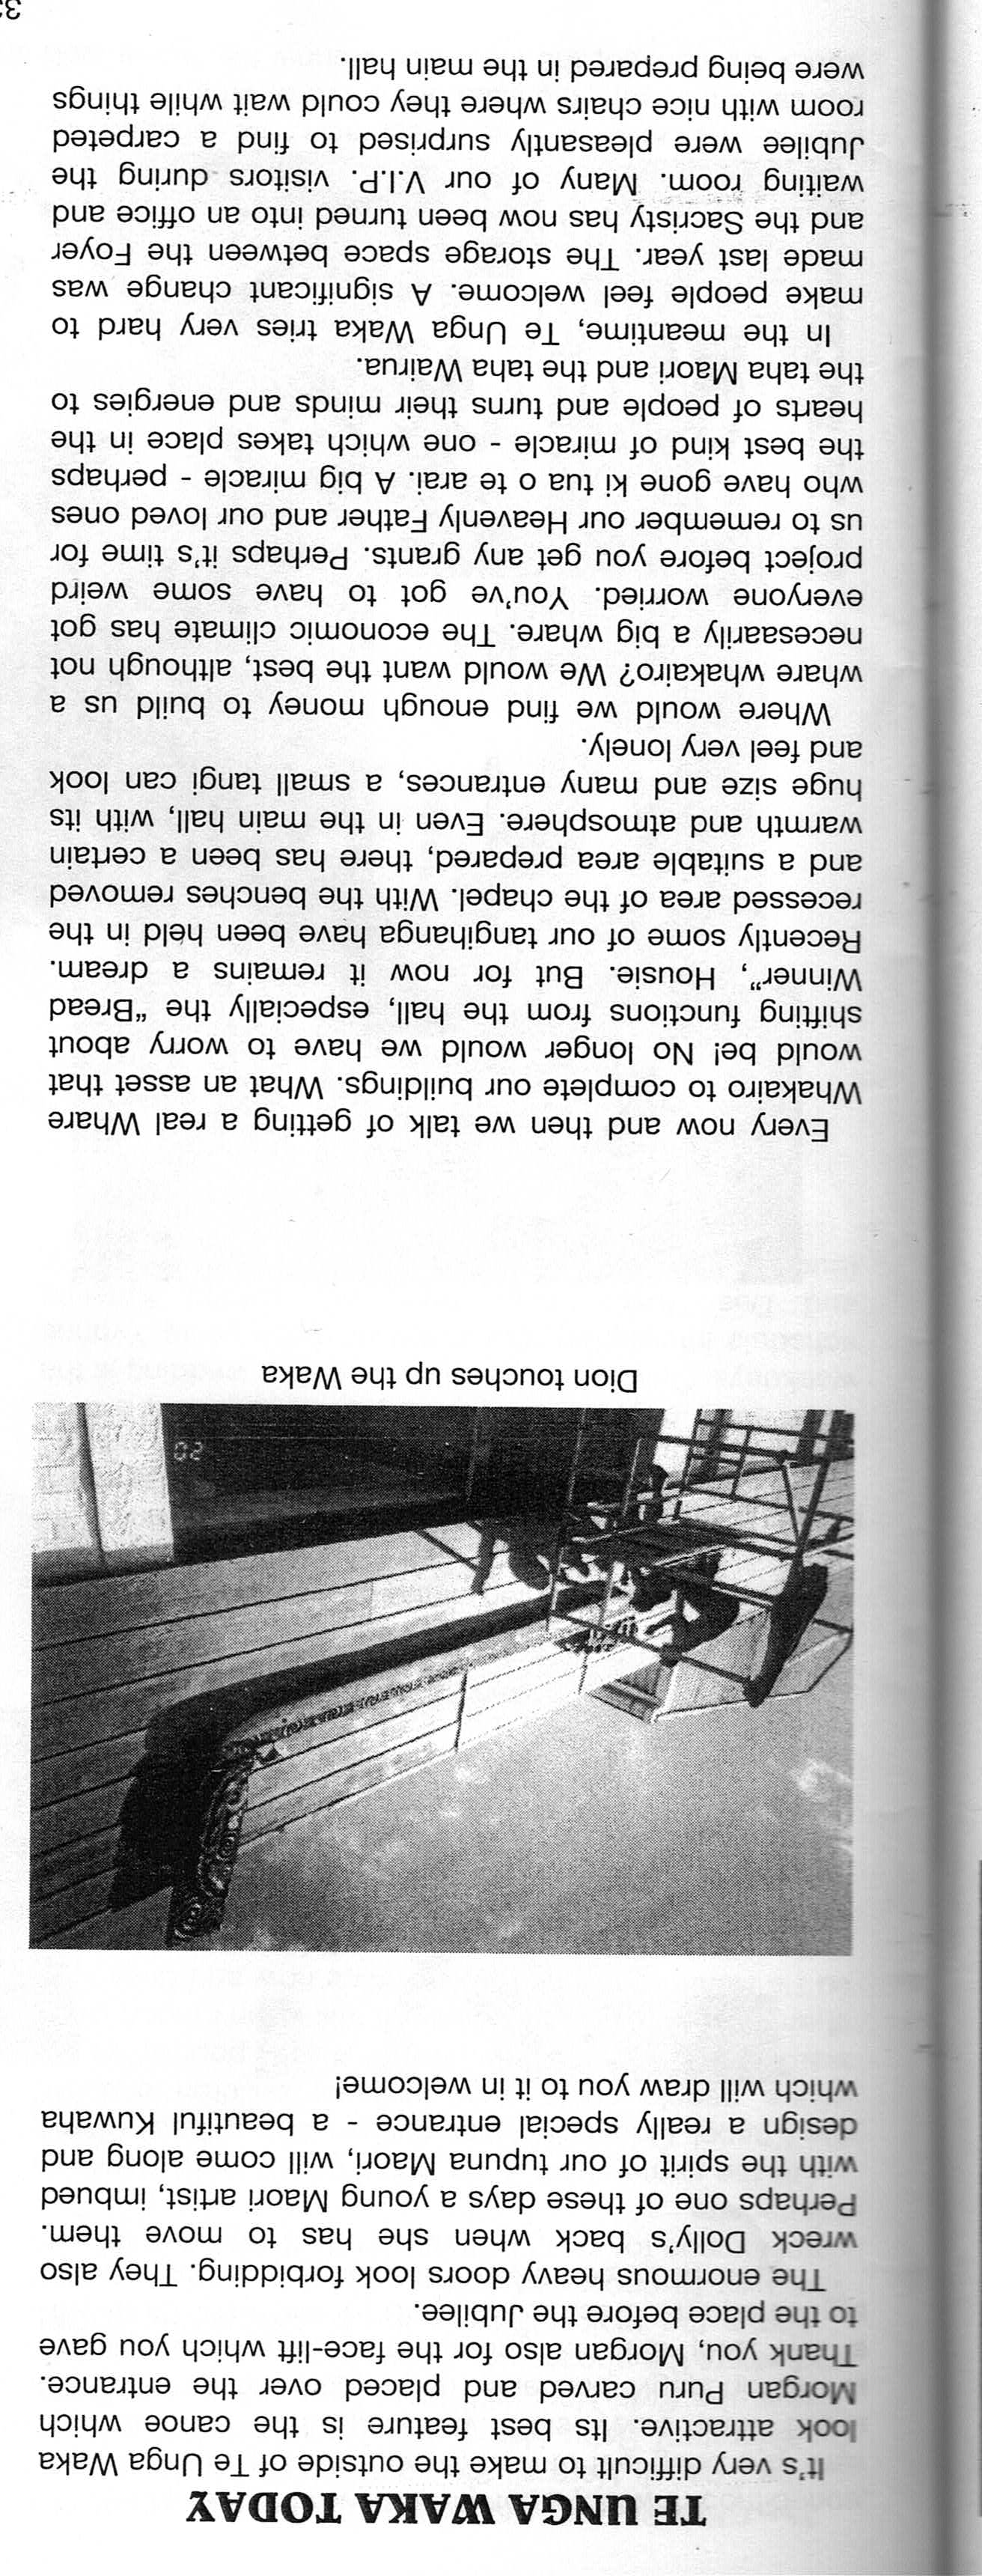 TE UNGA WAKA TODAY
It's very difficult to make the outside of Te Unga Waka
look attractive. Its best feature is the canoe which
Morgan Puru carved and placed over the entrance.
Thank you, Morgan also for the face-lift which you gave
to the place before the Jubilee.
The enormous heavy doors look forbidding. They also
wreck Dolly's back when she has to move them.
Perhaps one of these days a young Maori artist, imbued
with the spirit of our tupuna Maori, will come along and
design a really special entrance - a beautiful Kuwaha
which will draw you to it in welcome!
20
Dion touches up the Waka
Every now and then we talk of getting a real Whare
Whakairo to complete our buildings. What an asset that
would be! No longer would we have to worry about
shifting functions from the hall, especially the “Bread
Winner”, Housie. But for now it remains a dream.
Recently some of our tangihanga have been held in the
recessed area of the chapel. With the benches removed
and a suitable area prepared, there has been a certain
warmth and atmosphere. Even in the main hall, with its
huge size and many entrances, a small tangi can look
and feel very lonely.
Where would we find enough money to build us a
whare whakairo? We would want the best, although not
necesaarily a big whare. The economic climate has got
everyone worried. You've got to have some weird
project before you get any grants. Perhaps it's time for
us to remember our Heavenly Father and our loved ones
who have gone ki tua o te arai. A big miracle - perhaps
the best kind of miracle - one which takes place in the
hearts of people and turns their minds and energies to
the taha Maori and the taha Wairua.
In the meantime, Te Unga Waka tries very hard to
make people feel welcome. A significant change was
made last year. The storage space between the Foyer
and the Sacristy has now been turned into an office and
waiting room. Many of our V.I.P. visitors during the
Jubilee were pleasantly surprised to find a carpeted
room with nice chairs where they could wait while things
were being prepared in the main hall.